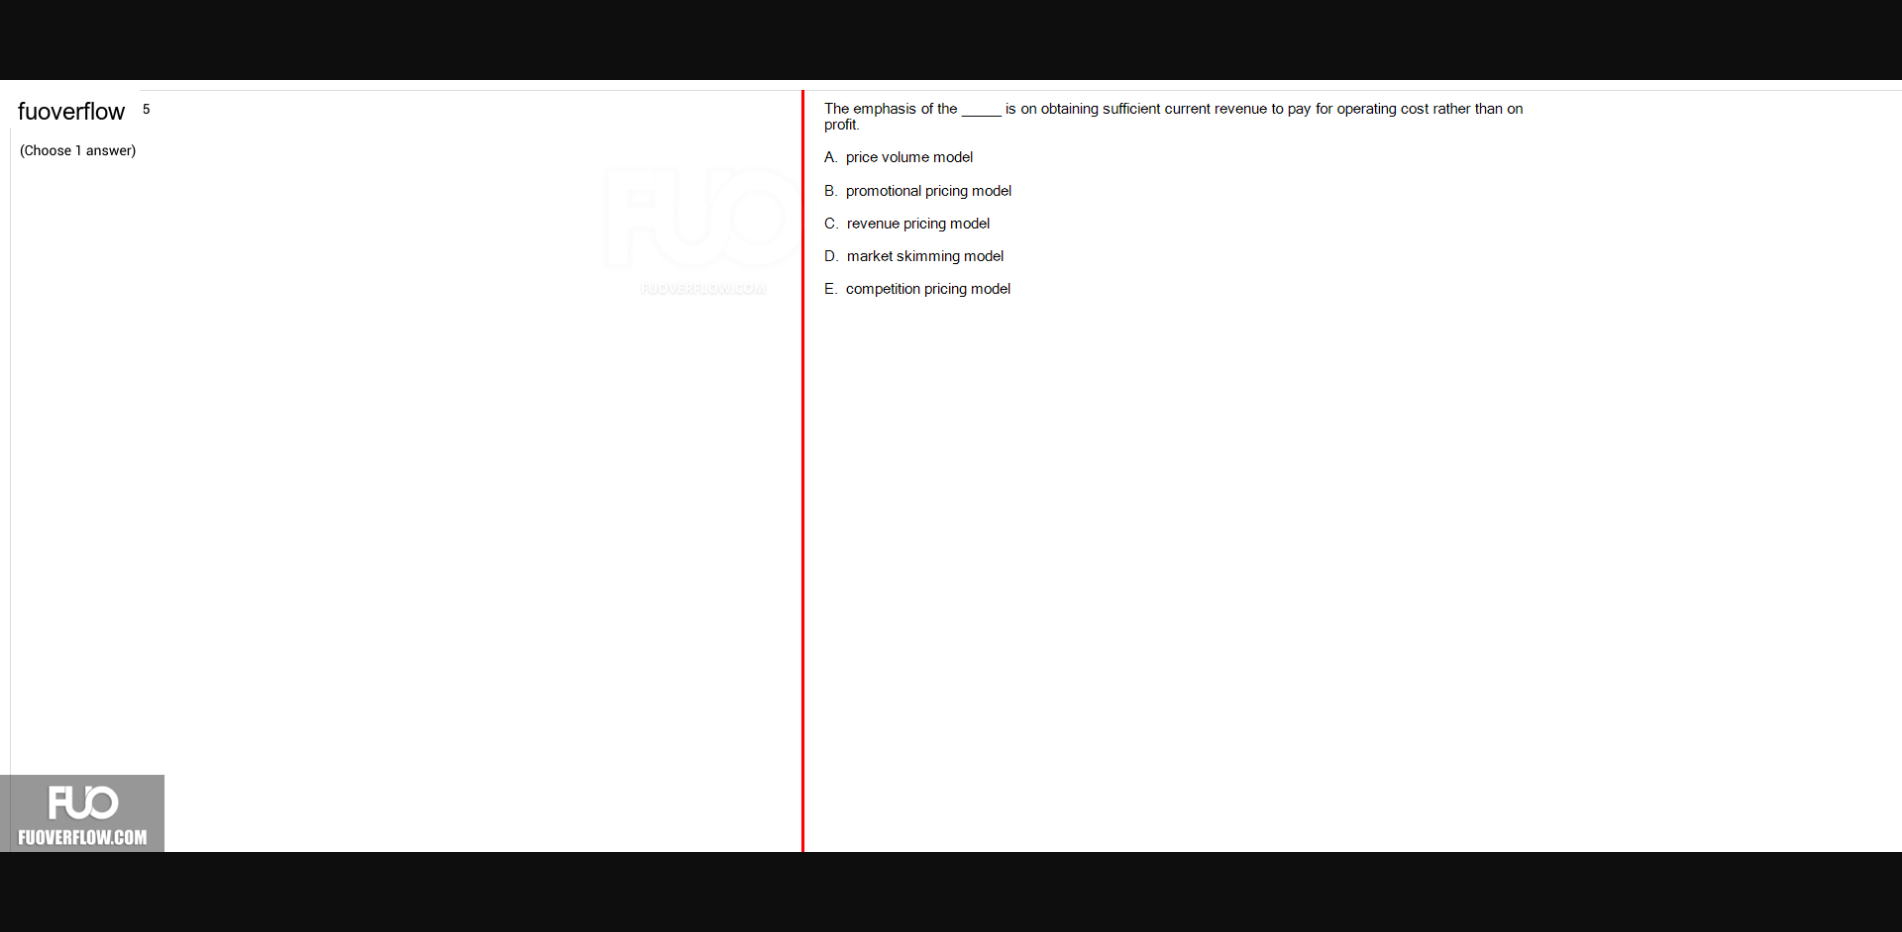 fuoverflow 5
(Choose 1 answer)
The emphasis of the _____ is on obtaining sufficient current revenue to pay for operating cost rather than on
profit.
A. price volume model
B. promotional pricing model
C. revenue pricing model
D. market skimming model
E. competition pricing model
FUO
FUOVERFLOW.COM
FUO
FUOVERFLOW.COM